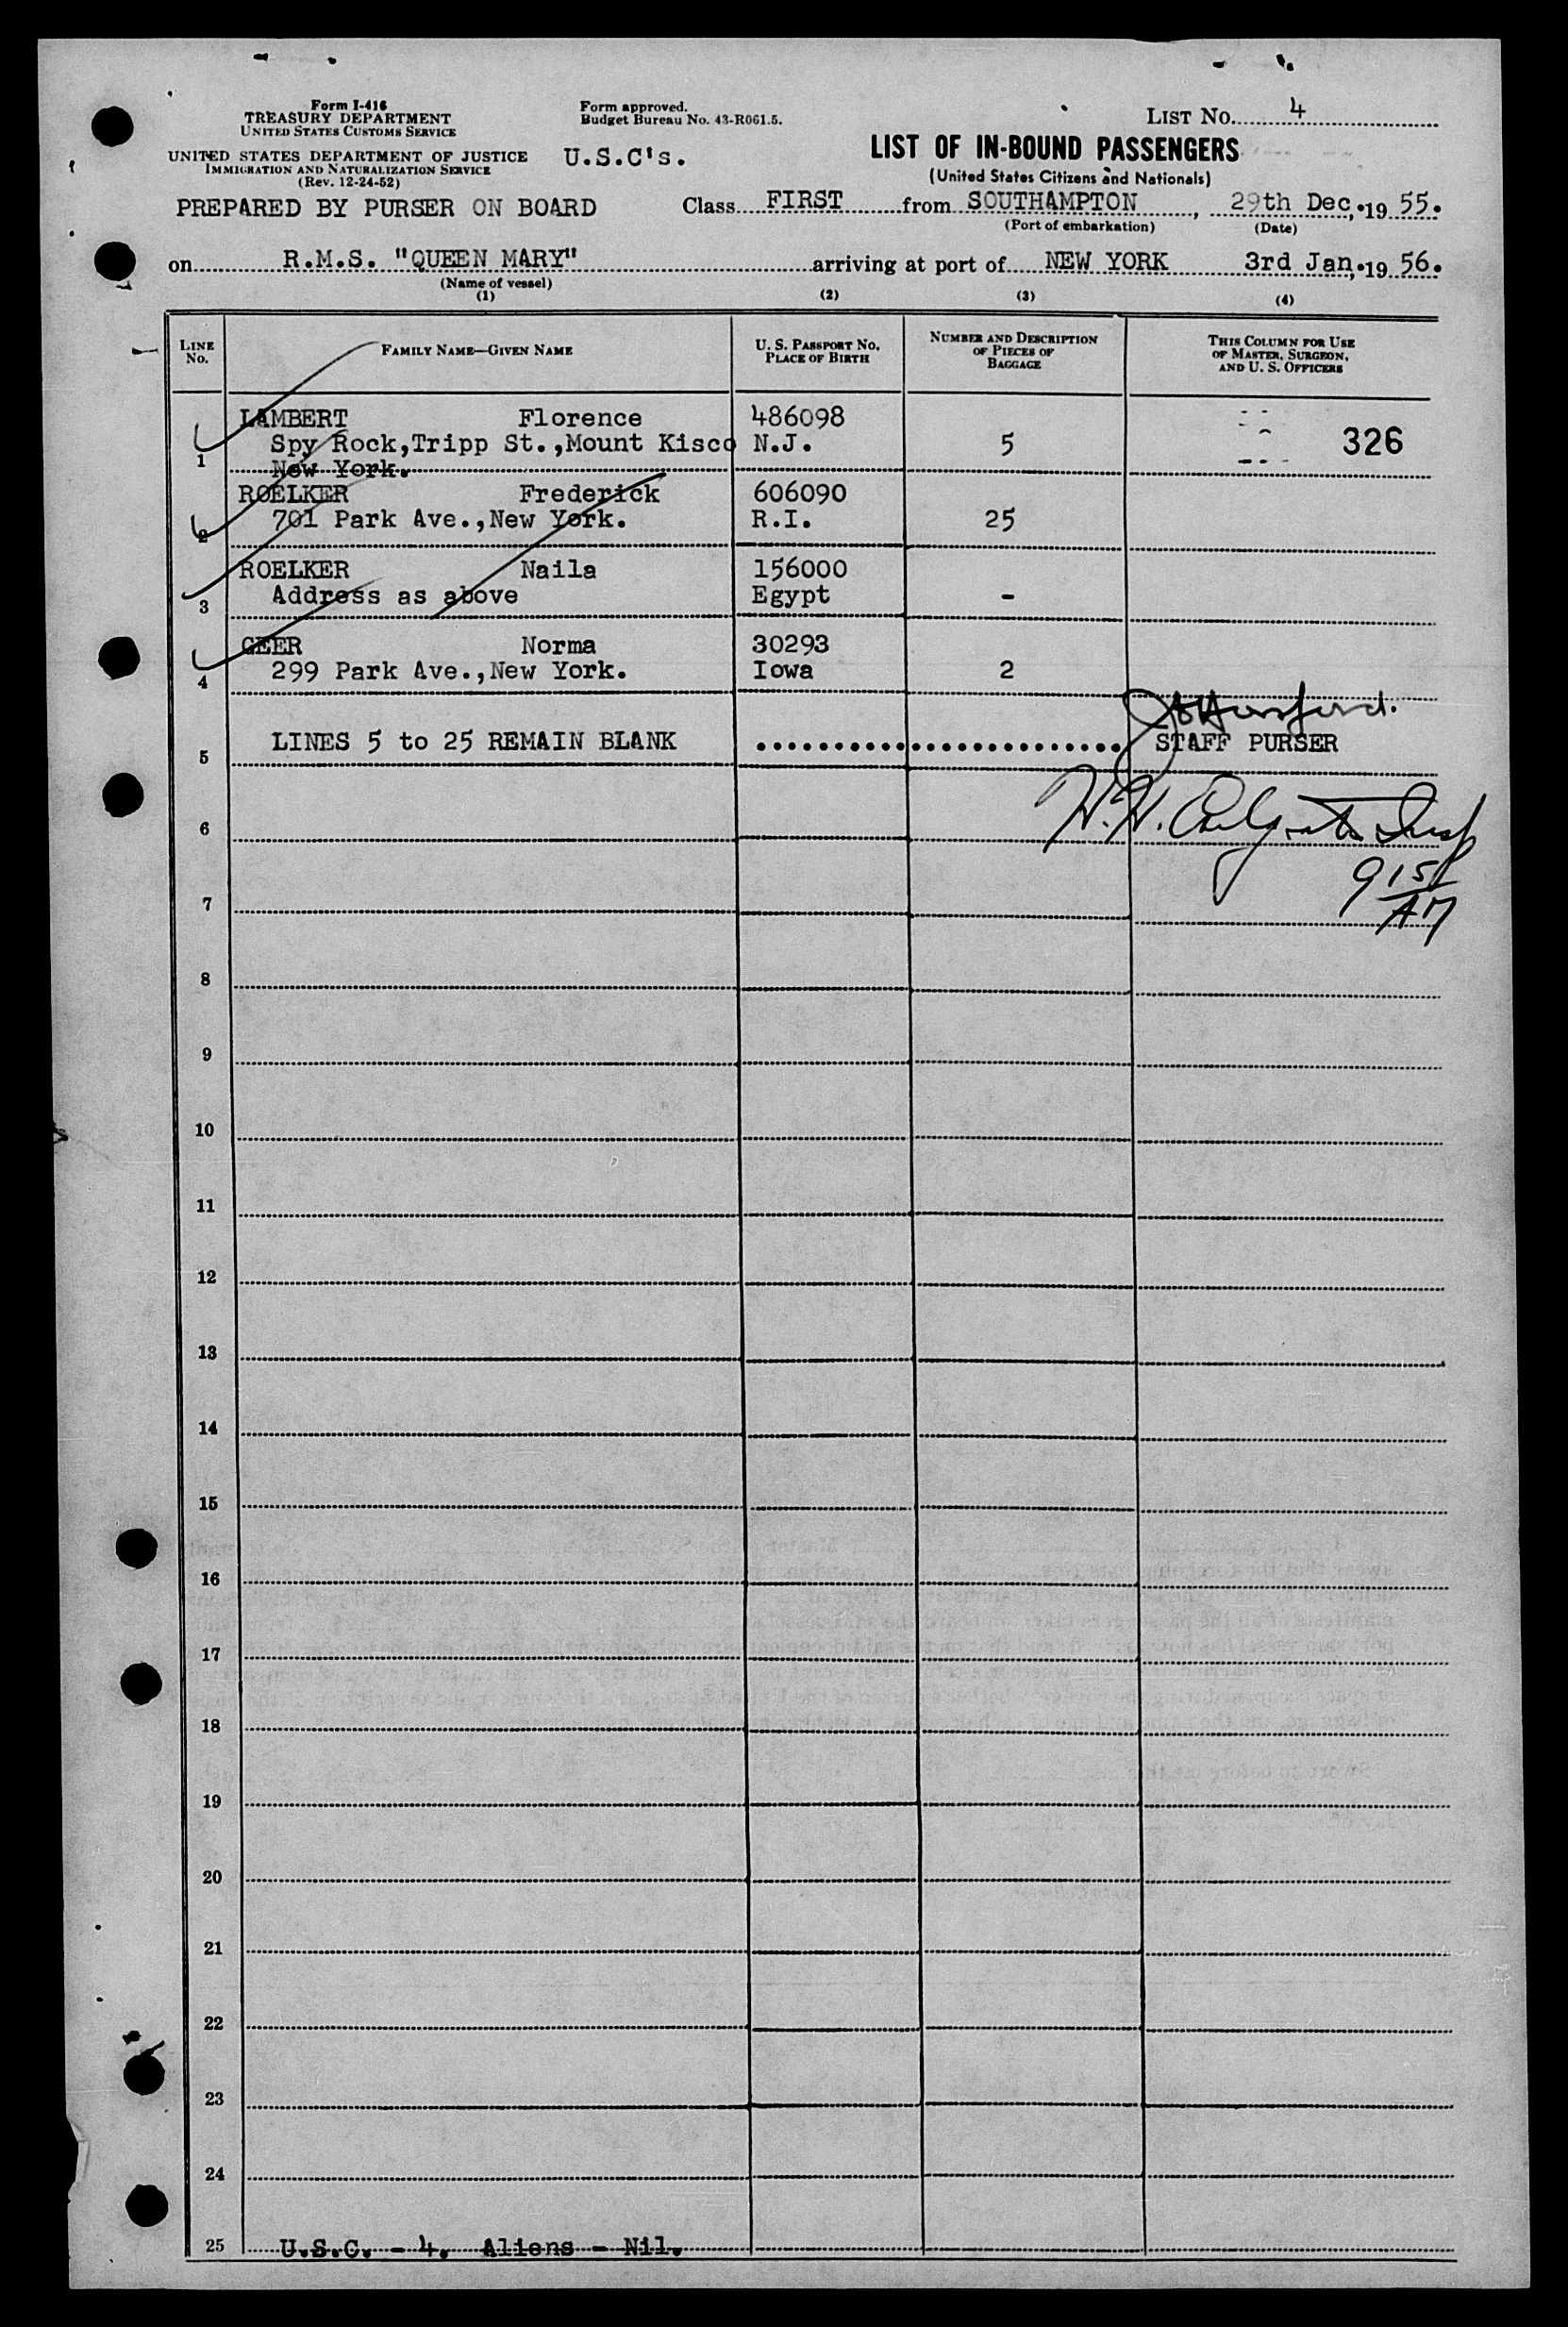 Form I-416
TREASURY DEPARTMENT
UNITED STATES CUSTOMS SERVICE
UNITED STATES DEPARTMENT OF JUSTICE
IMMIGRATION AND NATURALIZATION SERVICE
(Rev. 12-24-52)
Form approved.
Budget Bureau No. 43-R061.5.
U.S.C's.
LIST NO. 4
LIST OF IN-BOUND PASSENGERS
(United States Citizens and Nationals)
PREPARED BY PURSER ON BOARD Class FIRST from SOUTHAMPTON, 29th Dec, 19 55.
(Port of embarkation) (Date)
on R.M.S. "QUEEN MARY" arriving at port of NEW YORK 3rd Jan, 19 56.
(Name of vessel)
(1) (2) (3) (4)
LINE NO. FAMILY NAME—GIVEN NAME U. S. PASSPORT NO. PLACE OF BIRTH NUMBER AND DESCRIPTION OF PIECES OF BAGGAGE THIS COLUMN FOR USE OF MASTER, SURGEON, AND U. S. OFFICERS
LAMBERT Florence 486098
1 Spy Rock,Tripp St.,Mount Kisco N.J. 5 326
New York.
ROELKER Frederick 606090
2 701 Park Ave.,New York. R.I. 25
ROELKER Naila 156000
3 Address as above Egypt -
GEER Norma 30293
4 299 Park Ave.,New York. Iowa 2
5 LINES 5 to 25 REMAIN BLANK STAFF PURSER
6
7
9 15
AM
8
9
10
11
12
13
14
15
16
17
18
19
20
21
22
23
24
25 U.S.C. - 4. Aliens - Nil.